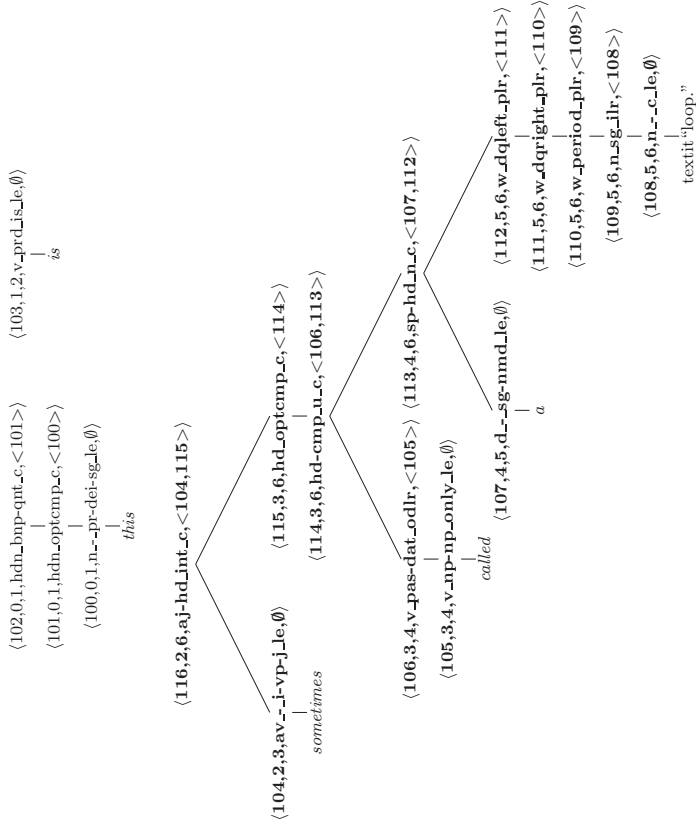 ⟨102,0,1,hdn_bnp-qnt_c,<101>⟩
⟨101,0,1,hdn_optcmp_c,<100>⟩
⟨100,0,1,n_-_pr-dei-sg_le,∅⟩
this
⟨103,1,2,v_prd_is_le,∅⟩
is
⟨116,2,6,aj-hd_int_c,<104,115>⟩
⟨104,2,3,av_-_i-vp-j_le,∅⟩
sometimes
⟨115,3,6,hd_optcmp_c,<114>⟩
⟨114,3,6,hd-cmp_u_c,<106,113>⟩
⟨106,3,4,v_pas-dat_odlr,<105>⟩
⟨105,3,4,v_np-np_only_le,∅⟩
called
⟨113,4,6,sp-hd_n_c,<107,112>⟩
⟨107,4,5,d_-_sg-nmd_le,∅⟩
a
⟨112,5,6,w_dqleft_plr,<111>⟩
⟨111,5,6,w_dqright_plr,<110>⟩
⟨110,5,6,w_period_plr,<109>⟩
⟨109,5,6,n_sg_ilr,<108>⟩
⟨108,5,6,n_-_c_le,∅⟩
textit “loop.”